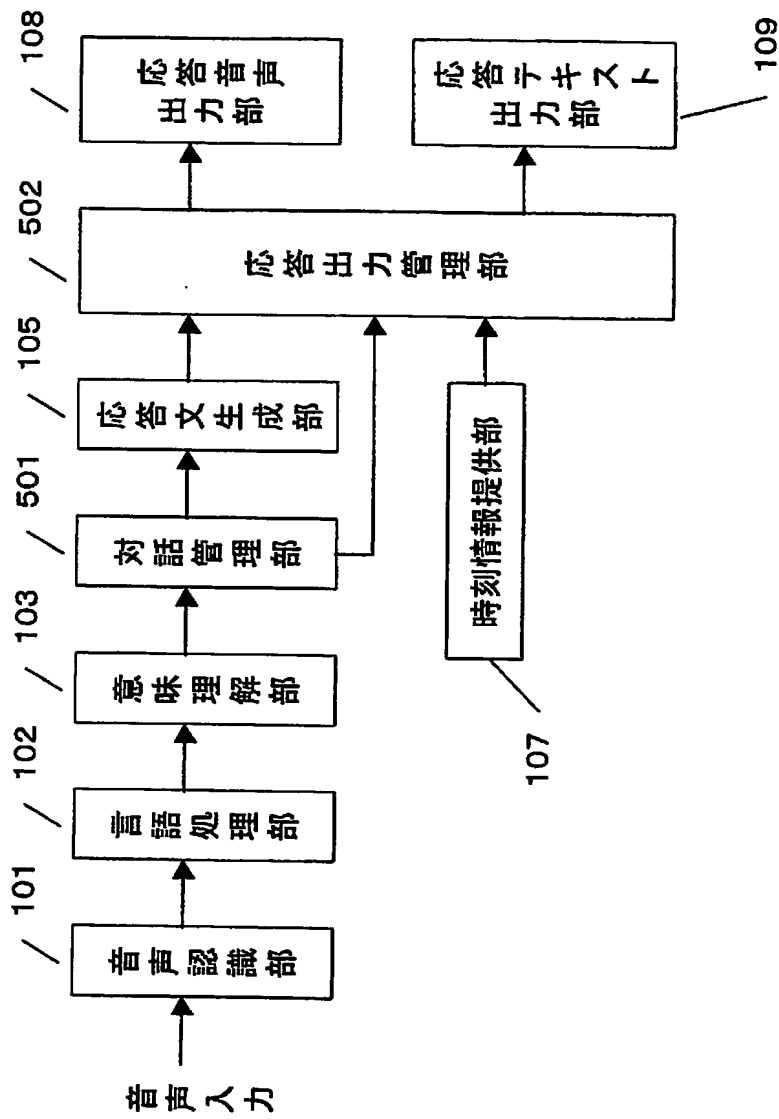 音声入力
101
音声認識部
102
言語処理部
103
意味理解部
501
対話管理部
105
応答文生成部
502
応答出力管理部
108
応答音声
出力部
応答テキスト
出力部
109
時刻情報提供部
107